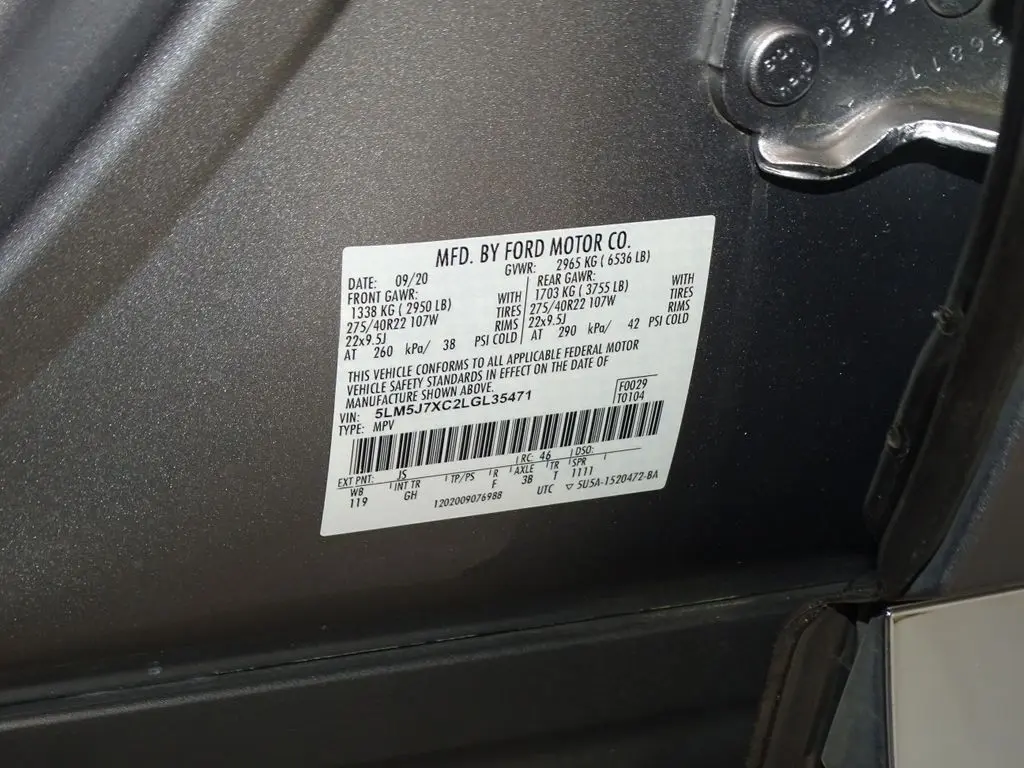 MFD. BY FORD MOTOR CO.
DATE: 09/20 GVWR: 2965 KG ( 6536 LB)
FRONT GAWR: REAR GAWR:
1338 KG ( 2950 LB) WITH 1703 KG ( 3755 LB) WITH
275/40R22 107W TIRES 275/40R22 107W TIRES
22x9.5J RIMS 22x9.5J RIMS
AT 260 kPa/ 38 PSI COLD AT 290 kPa/ 42 PSI COLD
THIS VEHICLE CONFORMS TO ALL APPLICABLE FEDERAL MOTOR
VEHICLE SAFETY STANDARDS IN EFFECT ON THE DATE OF
MANUFACTURE SHOWN ABOVE.
VIN: 5LM5J7XC2LGL35471 F0029
TYPE: MPV T0104
EXT PNT: JS RC: 46 DSO:
WB INT TR TP/PS R AXLE TR SPR
119 GH F 3B T 1111
1202009076988 UTC ▽ 5U5A-1520472-BA